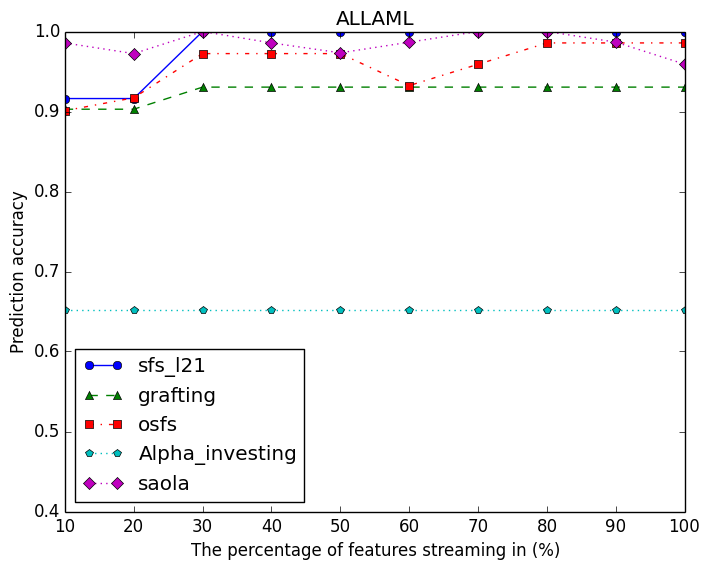 ALLAML
1.0
0.9
0.8
0.7
0.6
0.5
0.4
Prediction accuracy
sfs_l21
grafting
osfs
Alpha_investing
saola
10 20 30 40 50 60 70 80 90 100
The percentage of features streaming in (%)